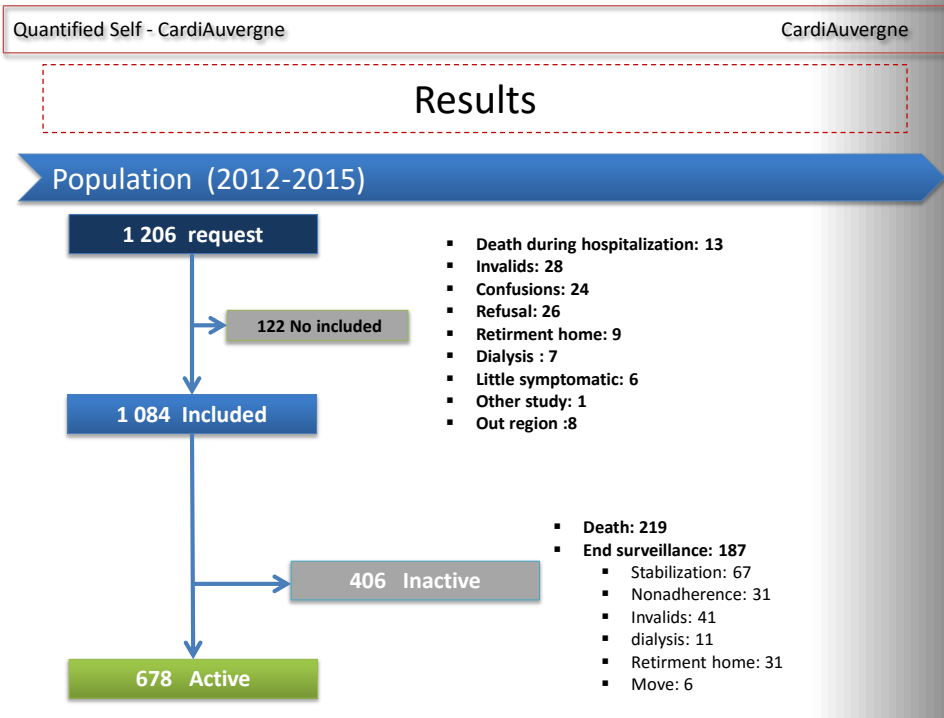 Quantified Self - CardiAuvergne CardiAuvergne
Results
Population (2012-2015)
1 206 request
▪ Death during hospitalization: 13
▪ Invalids: 28
▪ Confusions: 24
▪ Refusal: 26
▪ Retirment home: 9
▪ Dialysis : 7
▪ Little symptomatic: 6
▪ Other study: 1
▪ Out region :8
122 No included
1 084 Included
▪ Death: 219
▪ End surveillance: 187
▪ Stabilization: 67
▪ Nonadherence: 31
▪ Invalids: 41
▪ dialysis: 11
▪ Retirment home: 31
▪ Move: 6
406 Inactive
678 Active